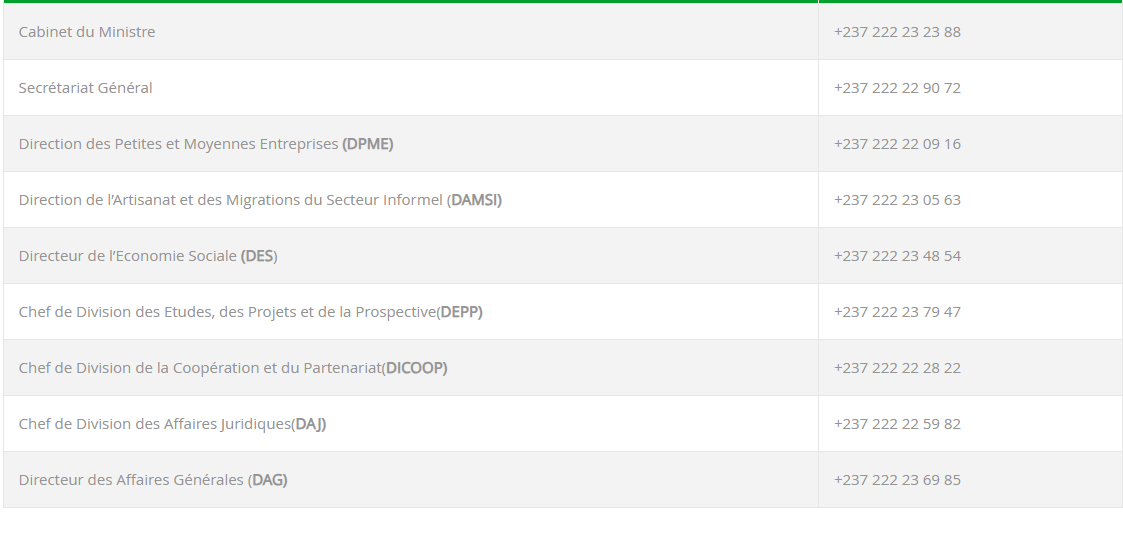 Cabinet du Ministre +237 222 23 23 88
Secrétariat Général +237 222 22 90 72
Direction des Petites et Moyennes Entreprises (DPME) +237 222 22 09 16
Direction de l’Artisanat et des Migrations du Secteur Informel (DAMSI) +237 222 23 05 63
Directeur de l’Economie Sociale (DES) +237 222 23 48 54
Chef de Division des Etudes, des Projets et de la Prospective(DEPP) +237 222 23 79 47
Chef de Division de la Coopération et du Partenariat(DICOOP) +237 222 22 28 22
Chef de Division des Affaires Juridiques(DAJ) +237 222 22 59 82
Directeur des Affaires Générales (DAG) +237 222 23 69 85